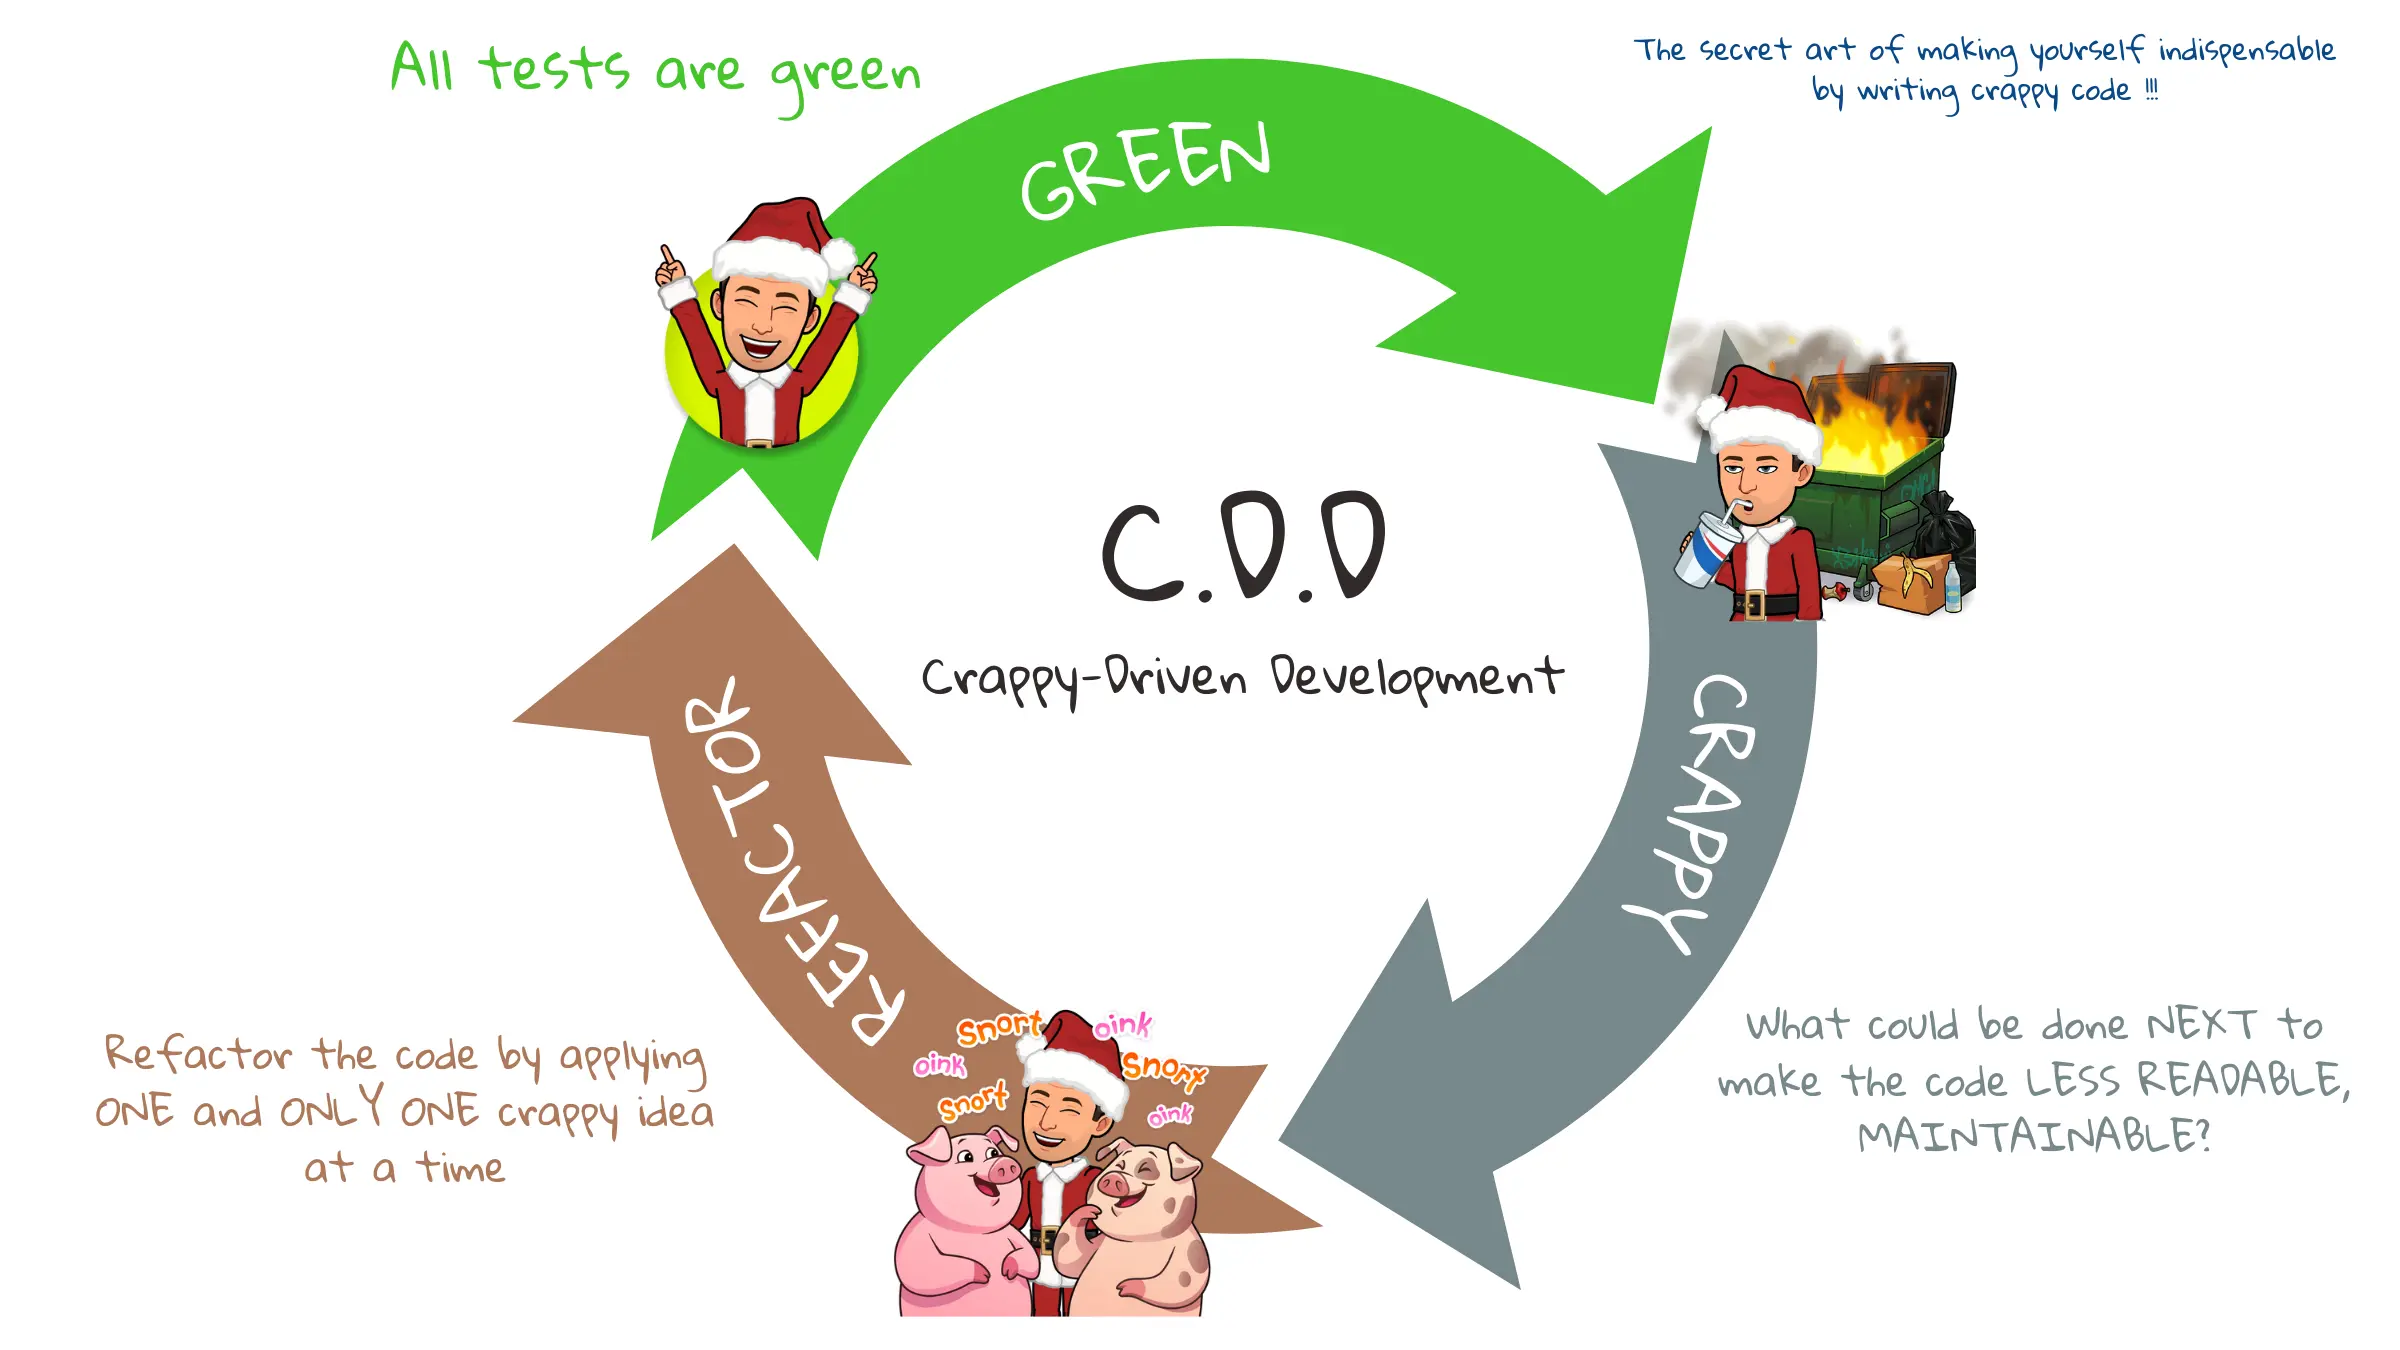 All tests are green
The secret art of making yourself indispensable
by writing crappy code !!!
GREEN
C.D.D
Crappy-Driven Development
CRAPPY
REFACTOR
What could be done NEXT to
make the code LESS READABLE,
MAINTAINABLE?
Refactor the code by applying
ONE and ONLY ONE crappy idea
at a time
Snort
oink
oink
Snort
Snort
oink